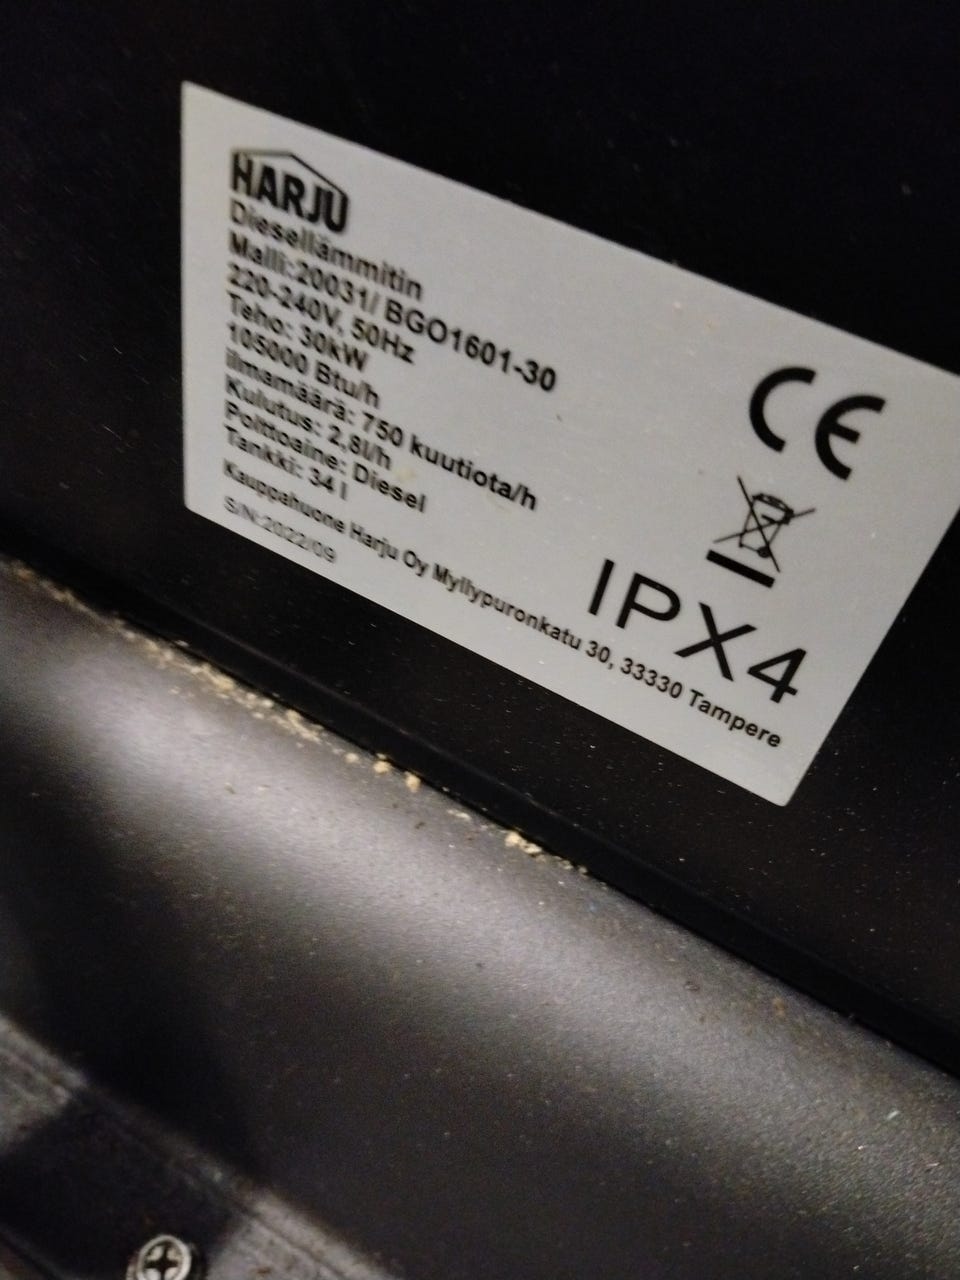 HARJU
Diesellämmitin
Malli:20031/ BGO1601-30
220-240V, 50Hz
Teho: 30kW
105000 Btu/h
Ilmamäärä: 750 kuutiota/h
Kulutus: 2,8l/h
Polttoaine: Diesel
Tankki: 34 l
Kauppahuone Harju Oy Myllypuronkatu 30, 33330 Tampere
S/N:2022/09
CE
IPX4